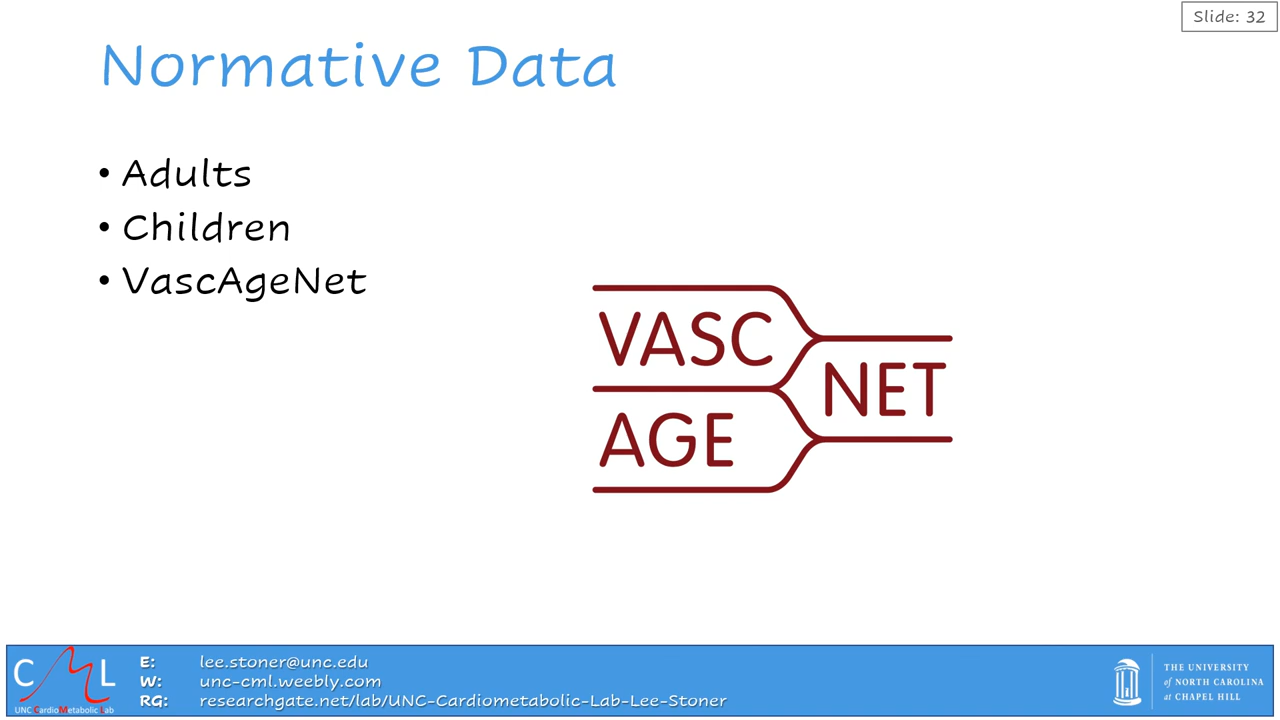 Slide: 32
Normative Data
• Adults
• Children
• VascAgeNet
VASC
NET
AGE
CML
UNC CardioMetabolic Lab
E: lee.stoner@unc.edu
W: unc-cml.weebly.com
RG: researchgate.net/lab/UNC-Cardiometabolic-Lab-Lee-Stoner
THE UNIVERSITY
of NORTH CAROLINA
at CHAPEL HILL